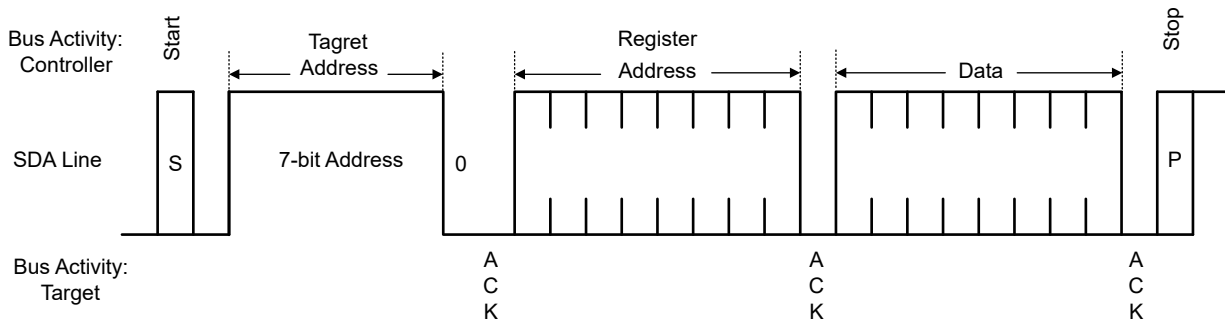 Bus Activity:
Controller
Start
Tagret
Address
Register
Address
Data
Stop
SDA Line
S
7-bit Address
0
P
Bus Activity:
Target
A
C
K
A
C
K
A
C
K